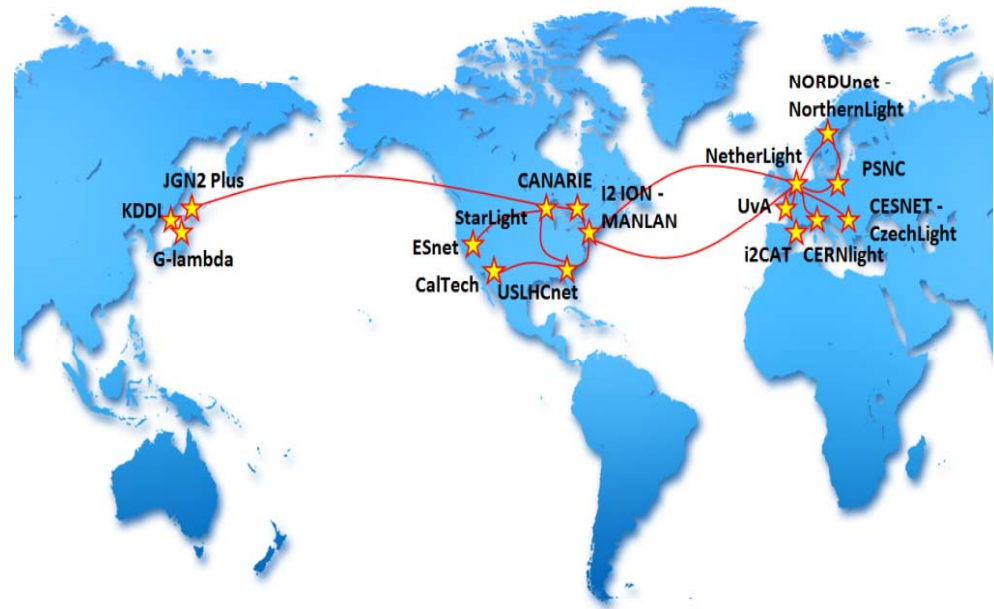 NORDUnet -
NorthernLight
NetherLight
PSNC
JGN2 Plus
CANARIE
I2 ION -
MANLAN
UvA
CESNET -
CzechLight
KDDI
StarLight
G-lambda
ESnet
i2CAT
CERNlight
CalTech
USLHCnet